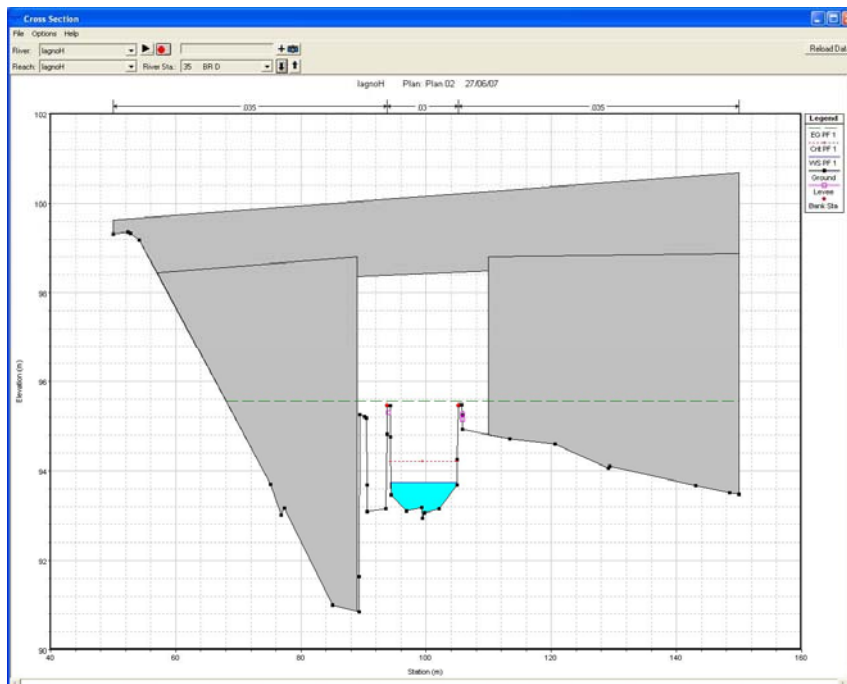 Cross Section
File Options Help
River: lagnoH
Reload Dat
Reach: lagnoH River Sta.: 35 BR D
lagnoH Plan: Plan 02 27/06/07
.035 .03 .035
Legend
EG PF 1
Crit PF 1
WS PF 1
Ground
Levee
Bank Sta
102
100
98
96
94
92
90
Elevation (m)
40 60 80 100 120 140 160
Station (m)